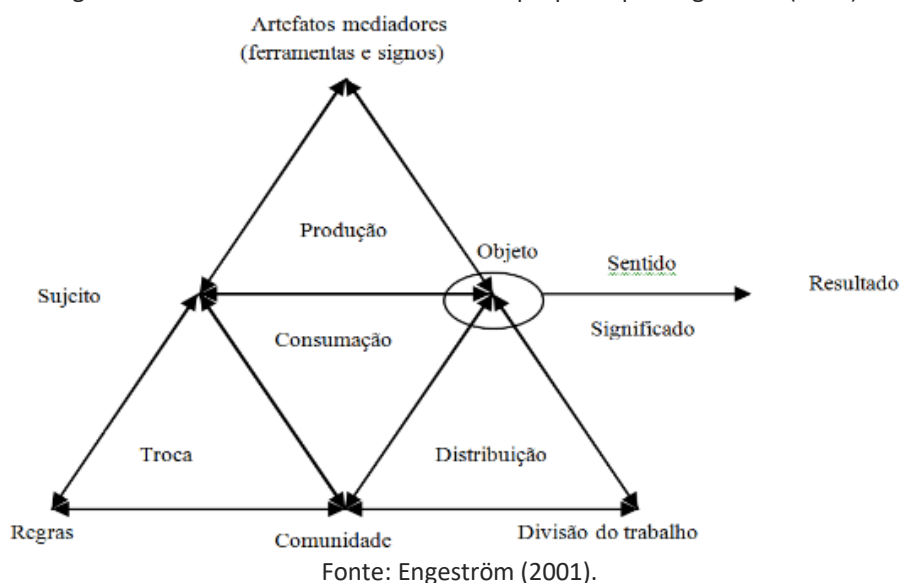 Artefatos mediadores
(ferramentas e signos)
Produção
Objeto
Sentido
Resultado
Sujeito
Significado
Consumação
Troca
Distribuição
Regras
Comunidade
Divisão do trabalho
Fonte: Engeström (2001).